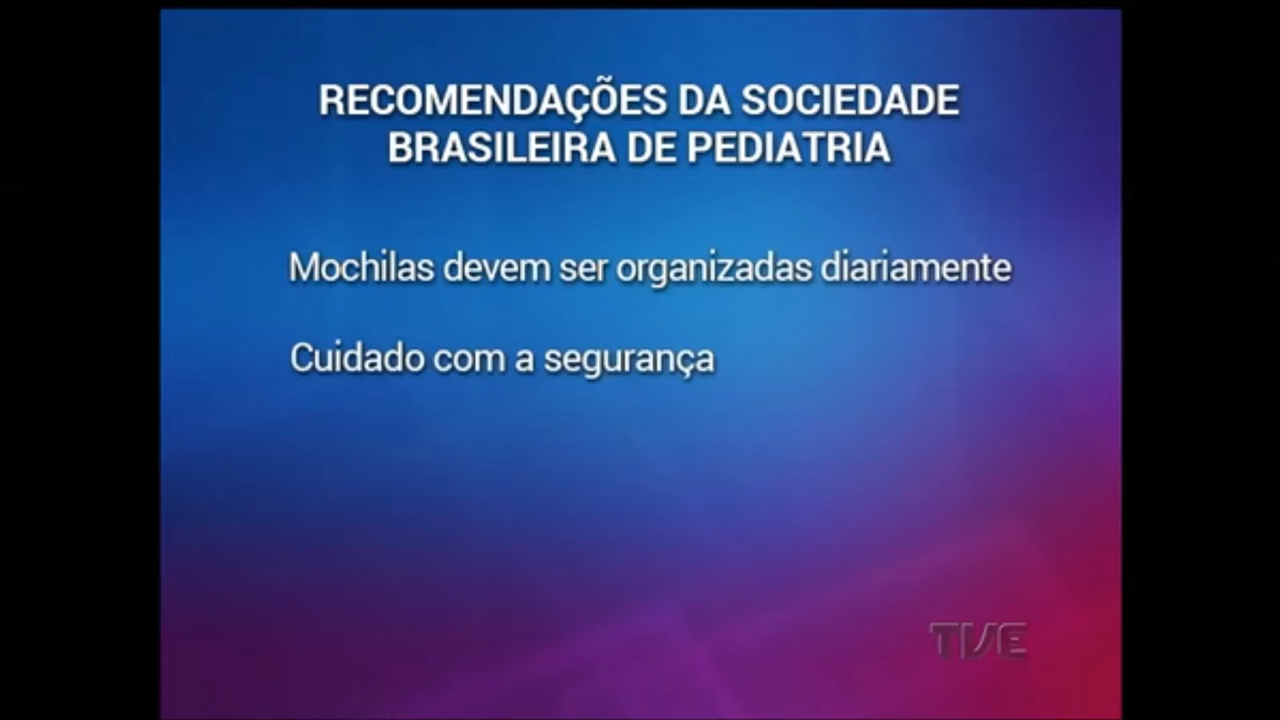 RECOMENDAÇÕES DA SOCIEDADE
BRASILEIRA DE PEDIATRIA
Mochilas devem ser organizadas diariamente
Cuidado com a segurança
TVE